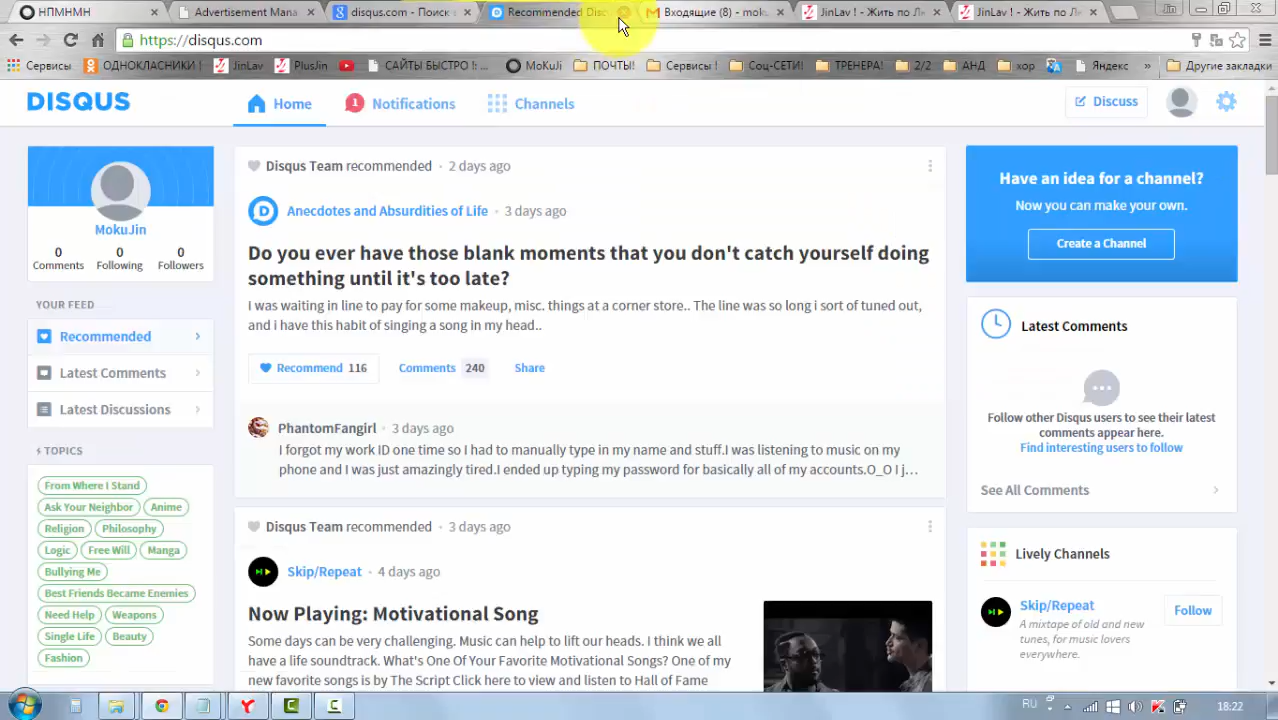 НПМНМН
Advertisement Mana
disqus.com - Поиск
Recommended Disc
Входящие (8) - moku
JinLav ! - Жить по Л
JinLav ! - Жить по Л
https://disqus.com
Сервисы
ОДНОКЛАСНИКИ
JinLav
PlusJin
САЙТЫ БЫСТРО !: ...
MoKuJi
ПОЧТЫ!
Сервисы !
Соц-СЕТИ!
ТРЕНЕРА!
2/2
АНД
хор
Яндекс
»
Другие закладки
DISQUS
Home
1 Notifications
Channels
Discuss
MokuJin
0 0 0
Comments Following Followers
YOUR FEED
Recommended
Latest Comments
Latest Discussions
TOPICS
From Where I Stand
Ask Your Neighbor Anime
Religion Philosophy
Logic Free Will Manga
Bullying Me
Best Friends Became Enemies
Need Help Weapons
Single Life Beauty
Fashion
Disqus Team recommended · 2 days ago
Anecdotes and Absurdities of Life · 3 days ago
Do you ever have those blank moments that you don't catch yourself doing
something until it's too late?
I was waiting in line to pay for some makeup, misc. things at a corner store.. The line was so long i sort of tuned out,
and i have this habit of singing a song in my head..
Recommend 116 Comments 240 Share
PhantomFangirl · 3 days ago
I forgot my work ID one time so I had to manually type in my name and stuff.I was listening to music on my
phone and I was just amazingly tired.I ended up typing my password for basically all of my accounts.O_O I j...
Disqus Team recommended · 3 days ago
Skip/Repeat · 4 days ago
Now Playing: Motivational Song
Some days can be very challenging. Music can help to lift our heads. I think we all
have a life soundtrack. What's One Of Your Favorite Motivational Songs? One of my
new favorite songs is by The Script Click here to view and listen to Hall of Fame
Have an idea for a channel?
Now you can make your own.
Create a Channel
Latest Comments
Follow other Disqus users to see their latest
comments appear here.
Find interesting users to follow
See All Comments
Lively Channels
Skip/Repeat
Follow
A mixtape of old and new
tunes, for music lovers
everywhere.
RU
18:22